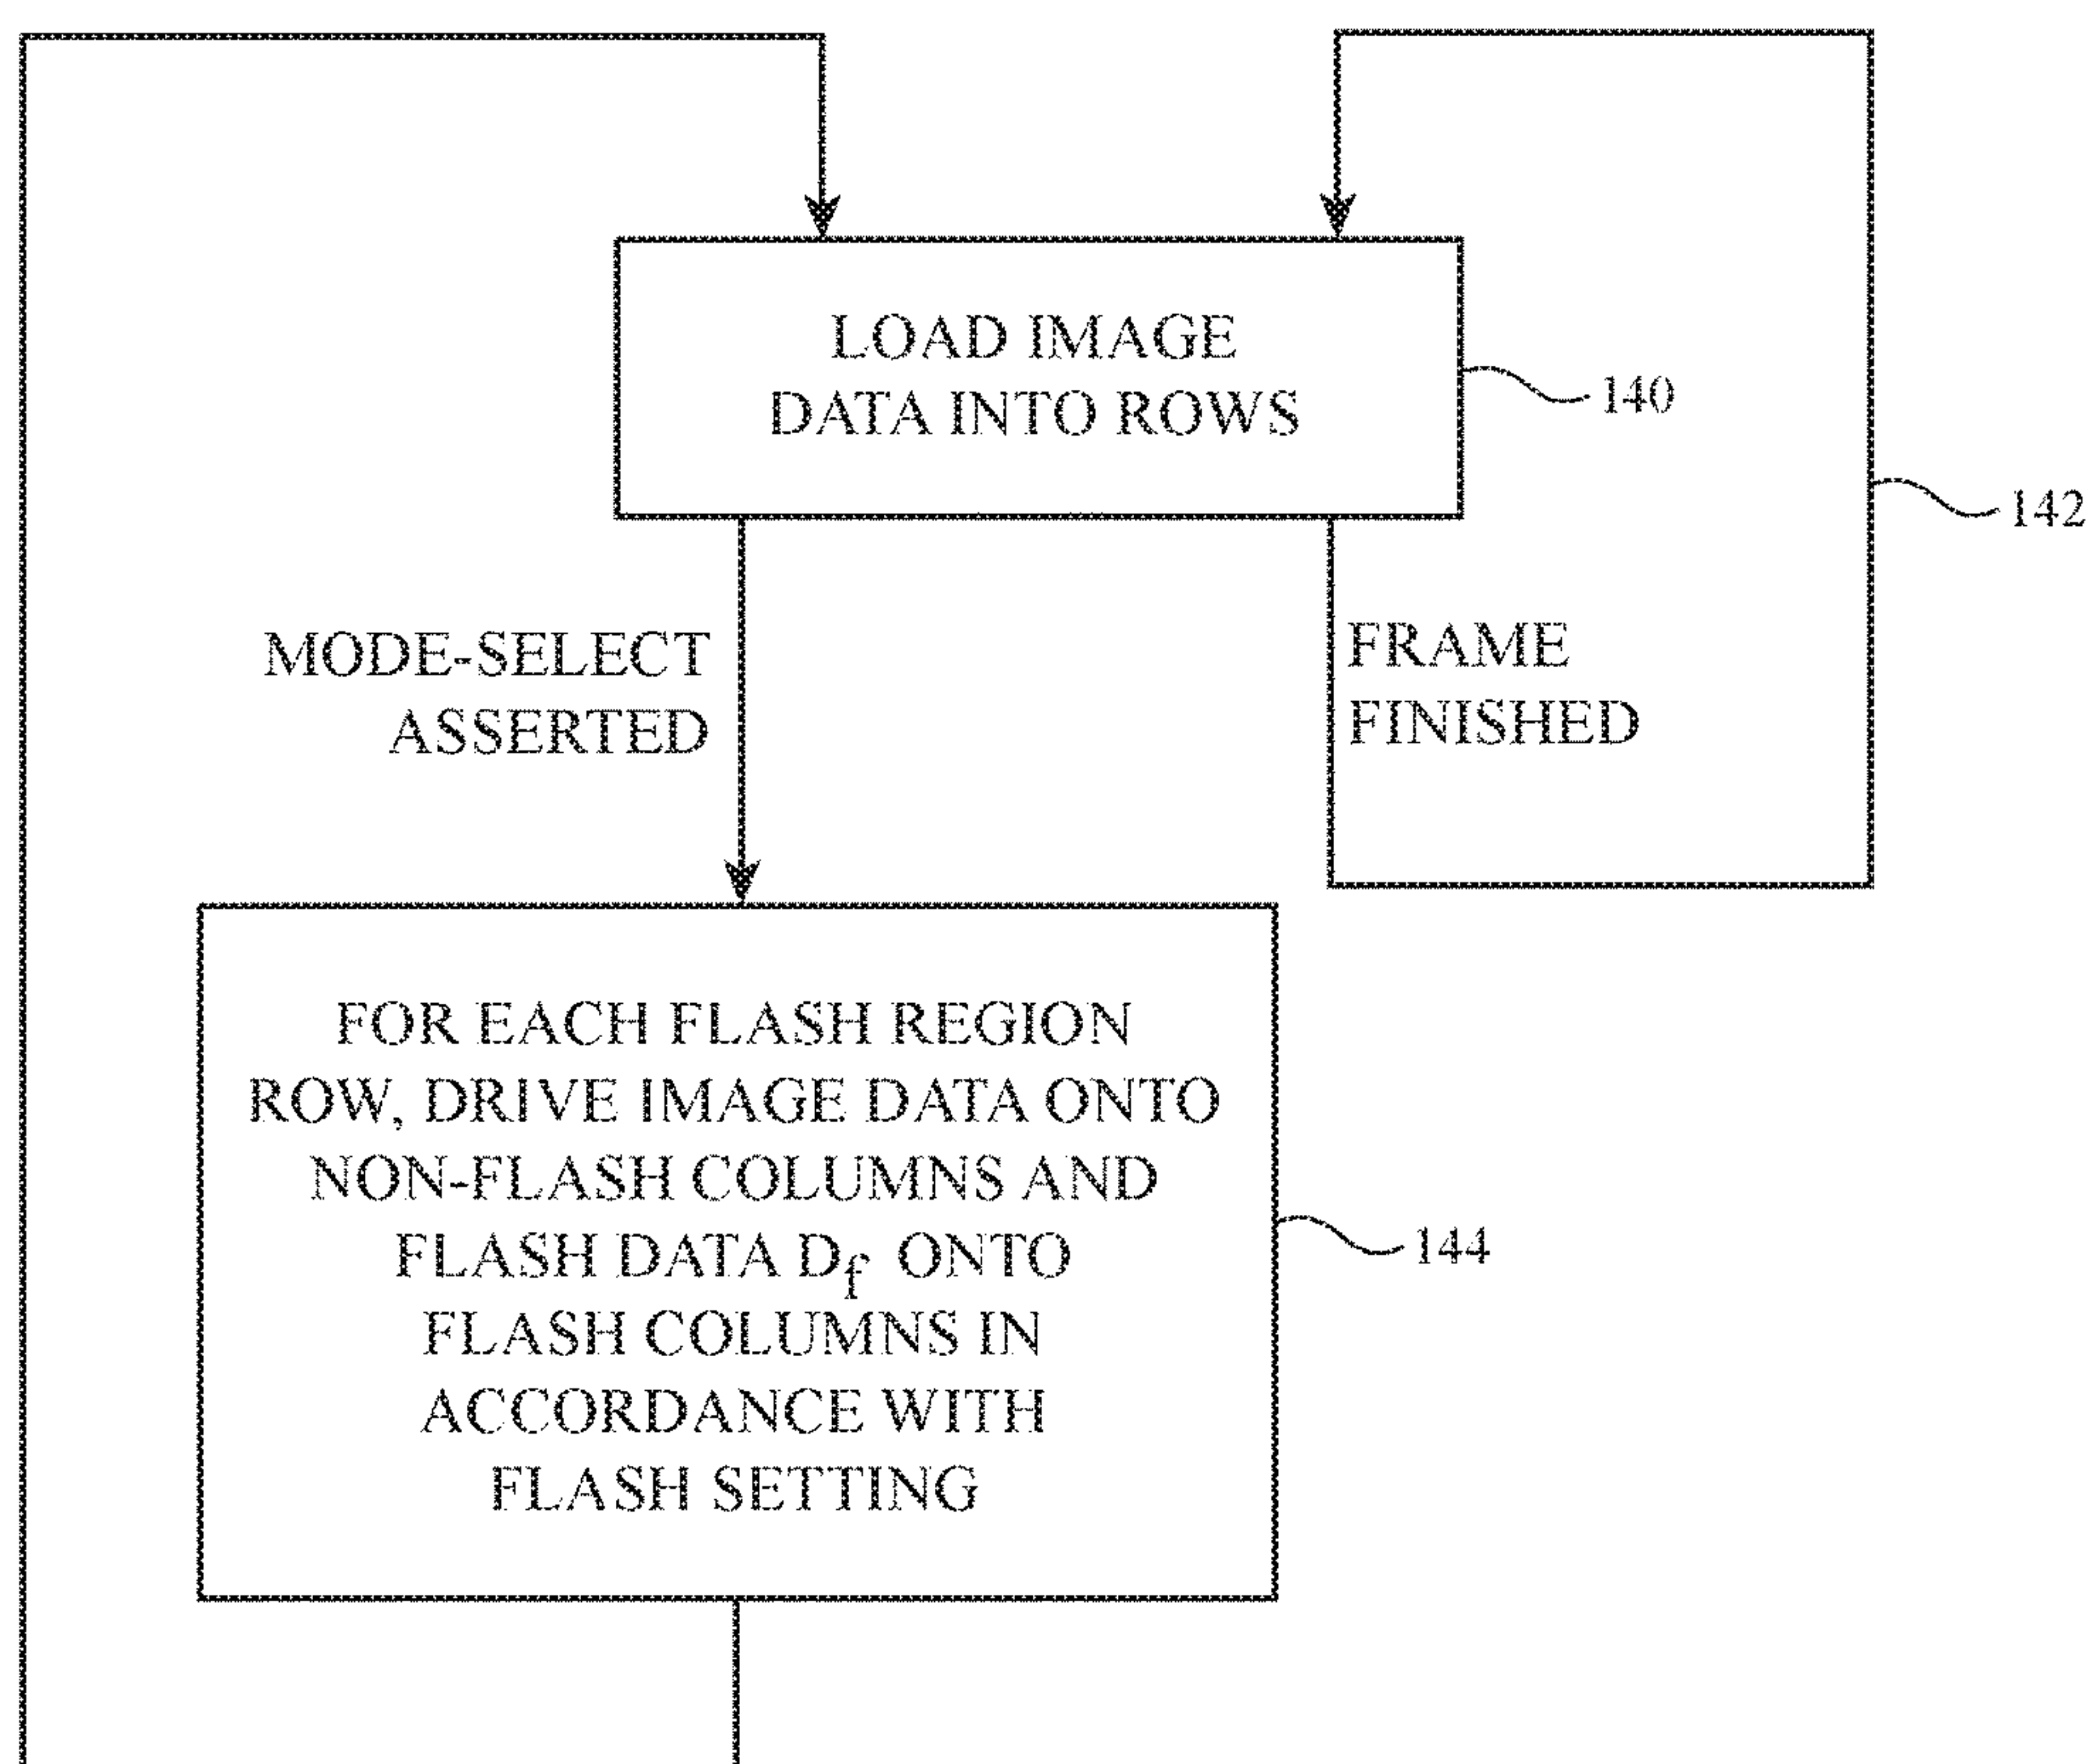 LOAD IMAGE
DATA INTO ROWS
140
142
MODE-SELECT
ASSERTED
FRAME
FINISHED
FOR EACH FLASH REGION
ROW, DRIVE IMAGE DATA ONTO
NON-FLASH COLUMNS AND
FLASH DATA Df ONTO
FLASH COLUMNS IN
ACCORDANCE WITH
FLASH SETTING
144